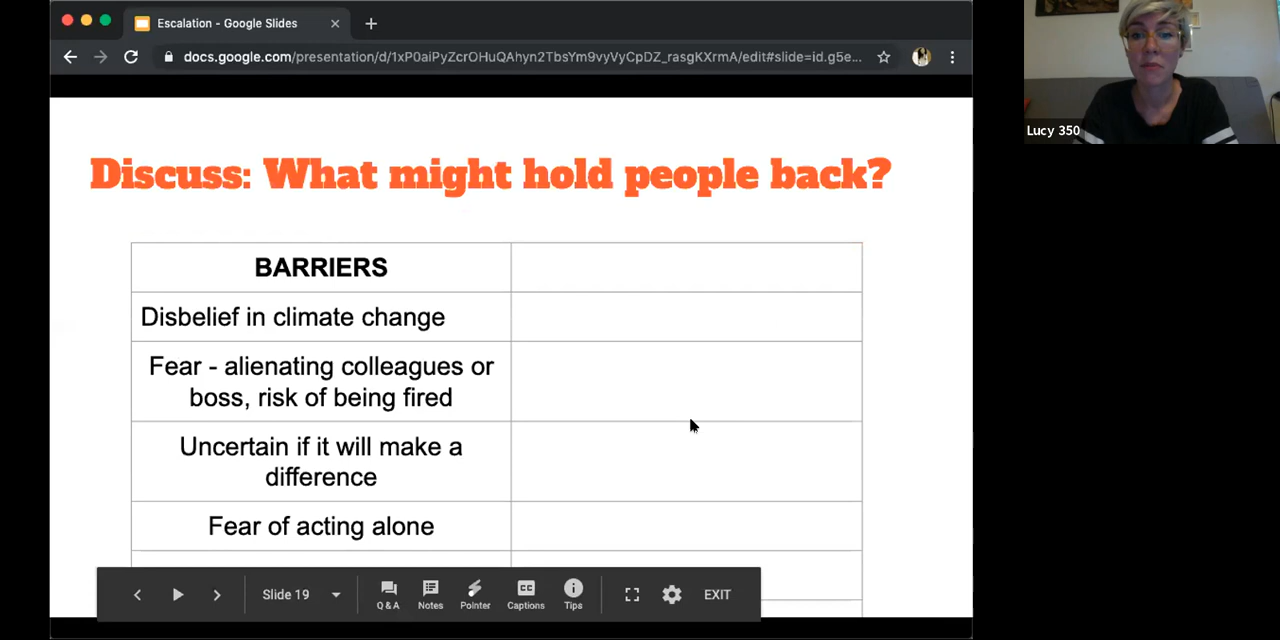 Escalation - Google Slides
docs.google.com/presentation/d/1xP0aiPyZcrOHuQAhyn2TbsYm9vyVyCpDZ_rasgKXrmA/edit#slide=id.g5e...
Lucy 350
Discuss: What might hold people back?
BARRIERS
Disbelief in climate change
Fear - alienating colleagues or
boss, risk of being fired
Uncertain if it will make a
difference
Fear of acting alone
Slide 19
Q & A
Notes
Pointer
CC
Captions
Tips
EXIT